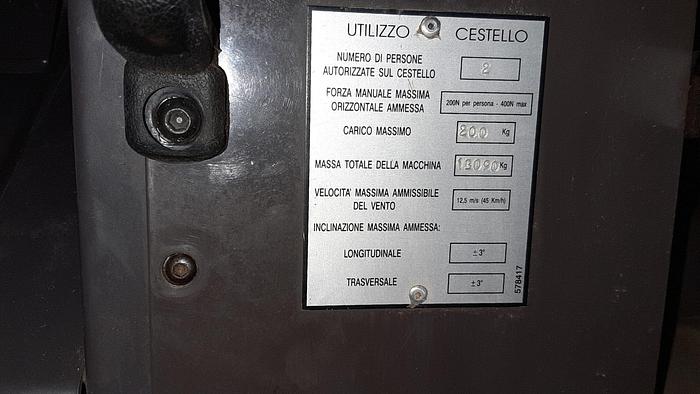 UTILIZZO CESTELLO
NUMERO DI PERSONE
AUTORIZZATE SUL CESTELLO 2
FORZA MANUALE MASSIMA
ORIZZONTALE AMMESSA 200N per persona - 400N max
CARICO MASSIMO 200 Kg
MASSA TOTALE DELLA MACCHINA 13090 Kg
VELOCITA' MASSIMA AMMISSIBILE
DEL VENTO 12,5 m/s (45 Km/h)
INCLINAZIONE MASSIMA AMMESSA:
LONGITUDINALE ±3°
TRASVERSALE ±3°
578417